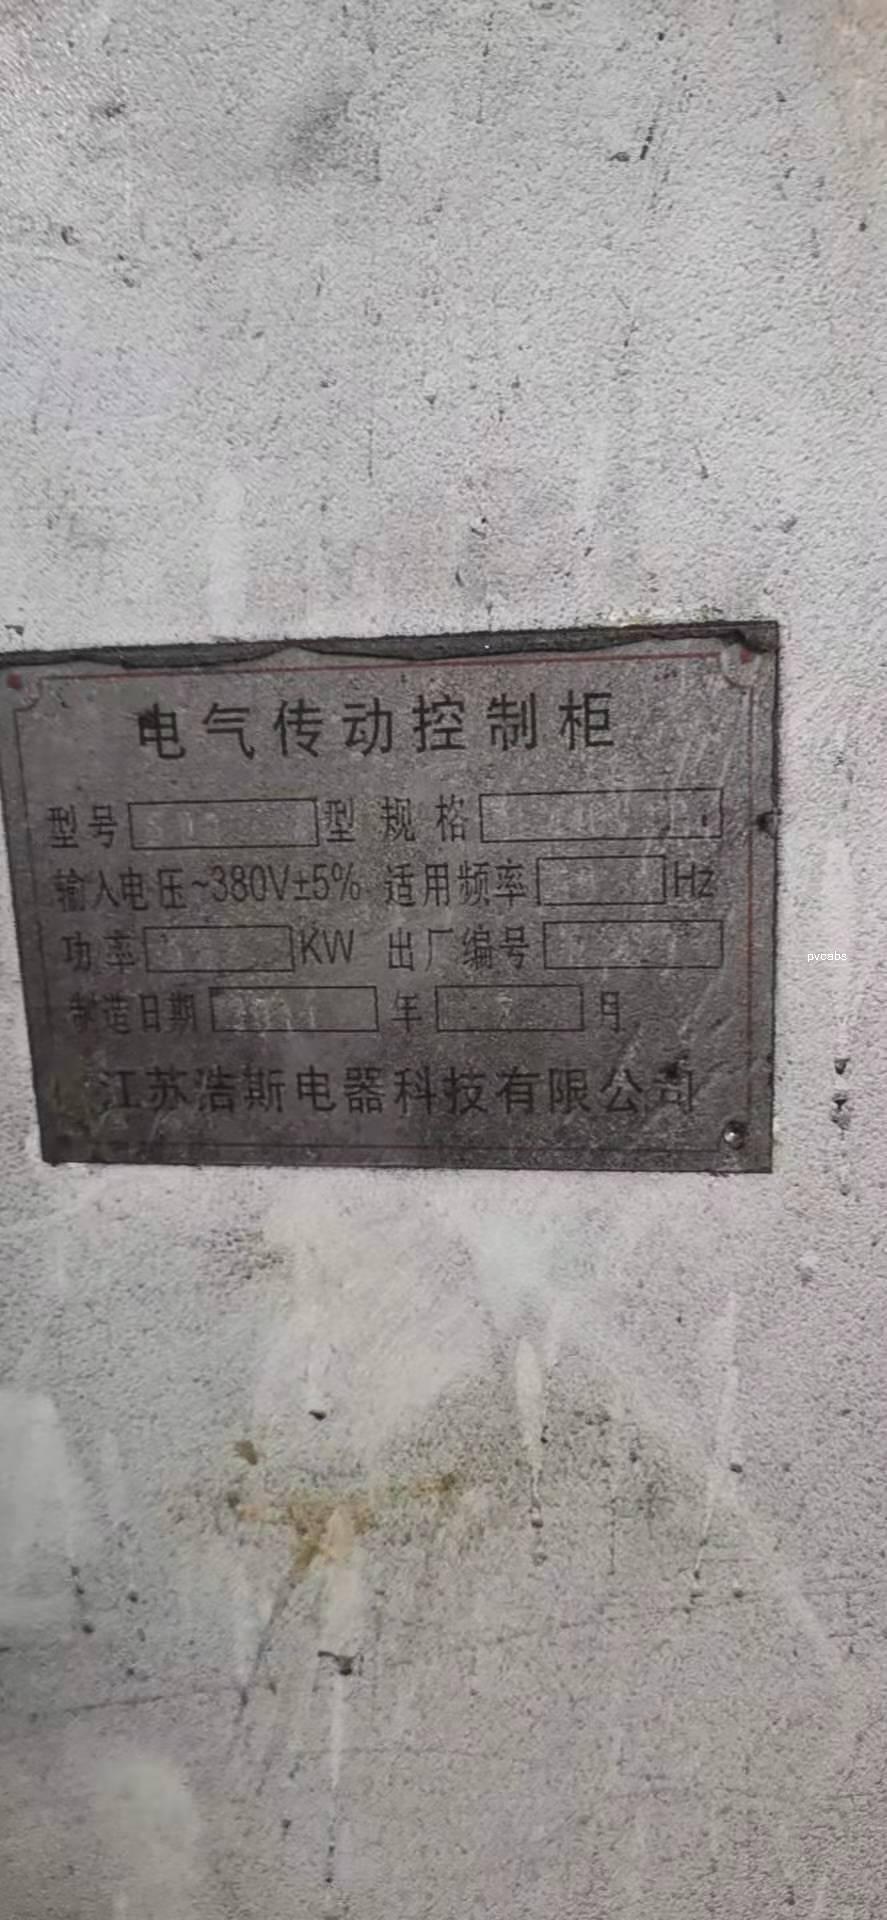 电气传动控制柜
型号 型 规格
输入电压~380V±5% 适用频率 Hz
功率 KW 出厂编号
制造日期 年 月
江苏浩斯电器科技有限公司
pvcabs